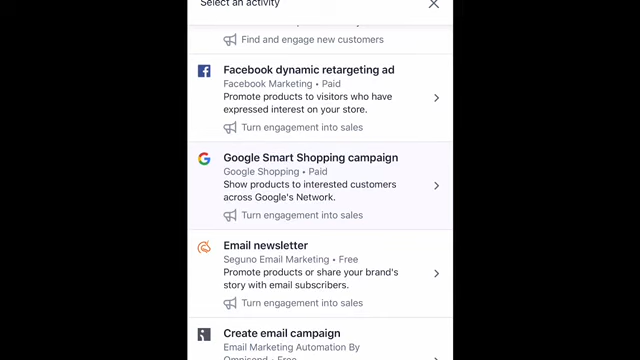 Select an activity
Find and engage new customers
Facebook dynamic retargeting ad
Facebook Marketing • Paid
Promote products to visitors who have
expressed interest on your store.
Turn engagement into sales
Google Smart Shopping campaign
Google Shopping • Paid
Show products to interested customers
across Google's Network.
Turn engagement into sales
Email newsletter
Seguno Email Marketing • Free
Promote products or share your brand's
story with email subscribers.
Turn engagement into sales
Create email campaign
Email Marketing Automation By
Omnisend • Free